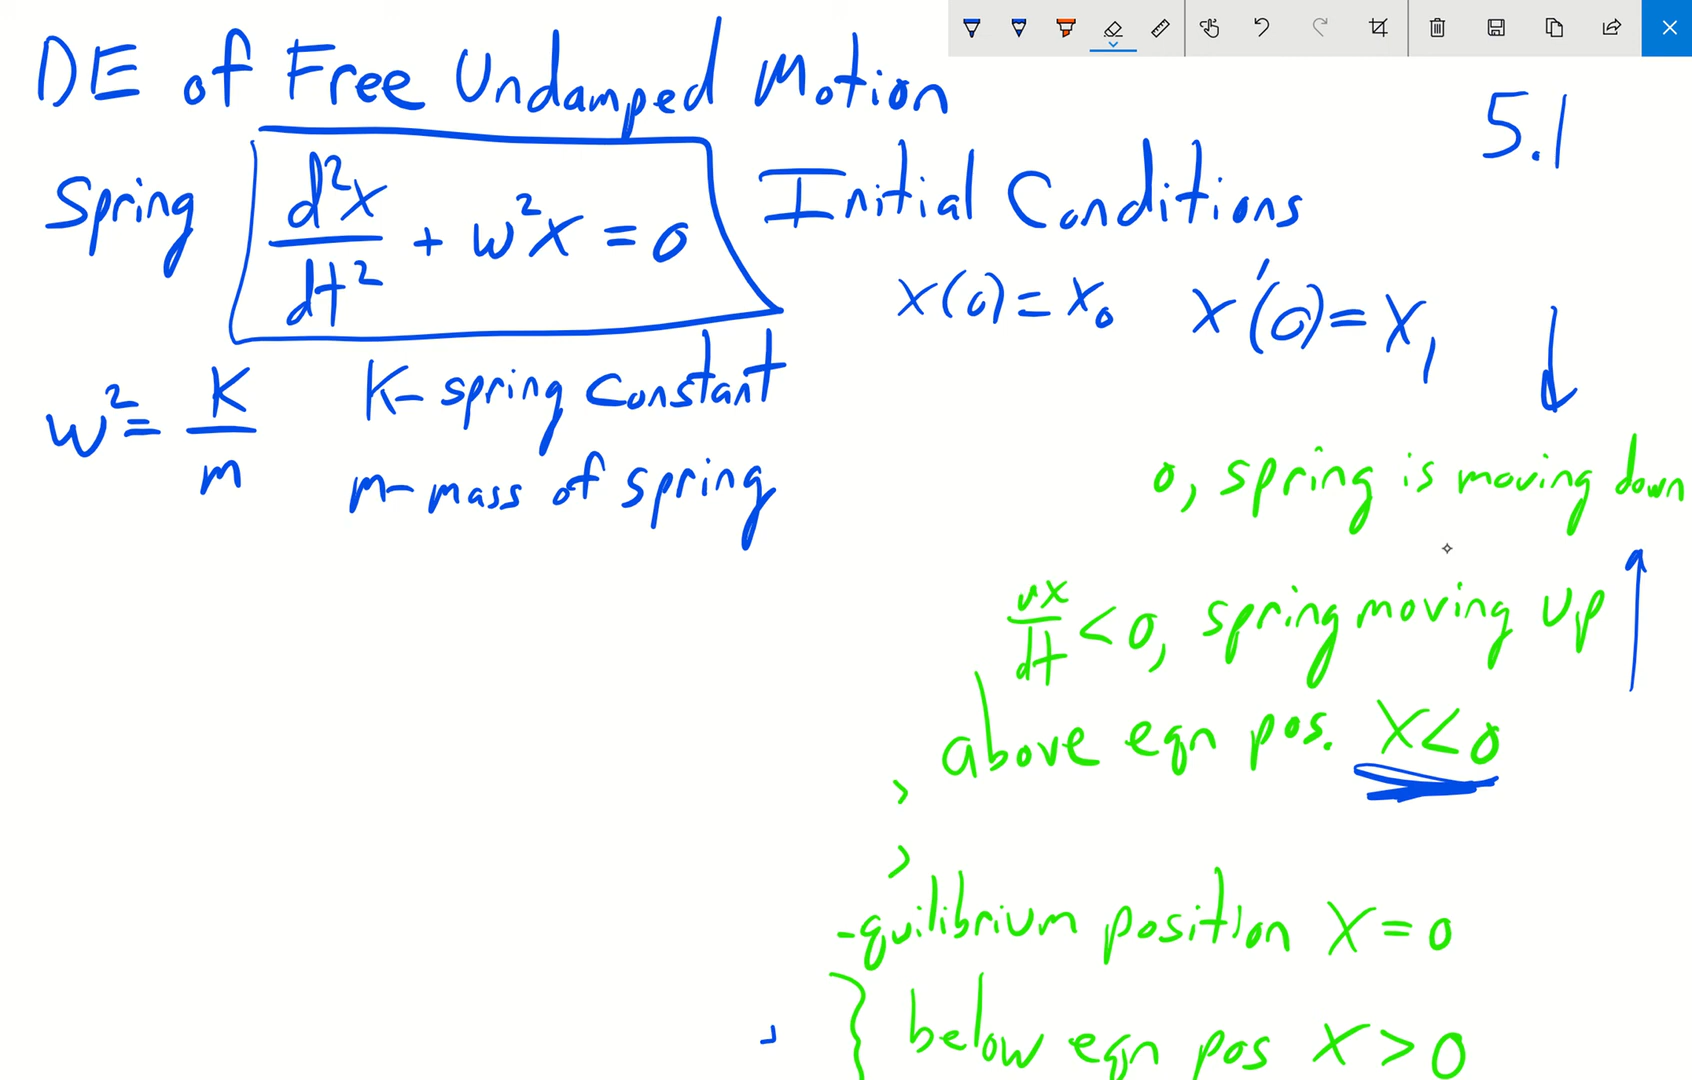 DE of Free Undamped Motion
5.1
Spring d²x/dt² + w²x = 0
Initial Conditions
x(0) = x₀ x'(0) = x₁
w² = K/m
K- spring constant
m- mass of spring
0, spring is moving down
dx/dt < 0, spring moving up
above eqn pos. X < 0
-quilibrium position X = 0
below eqn pos X > 0